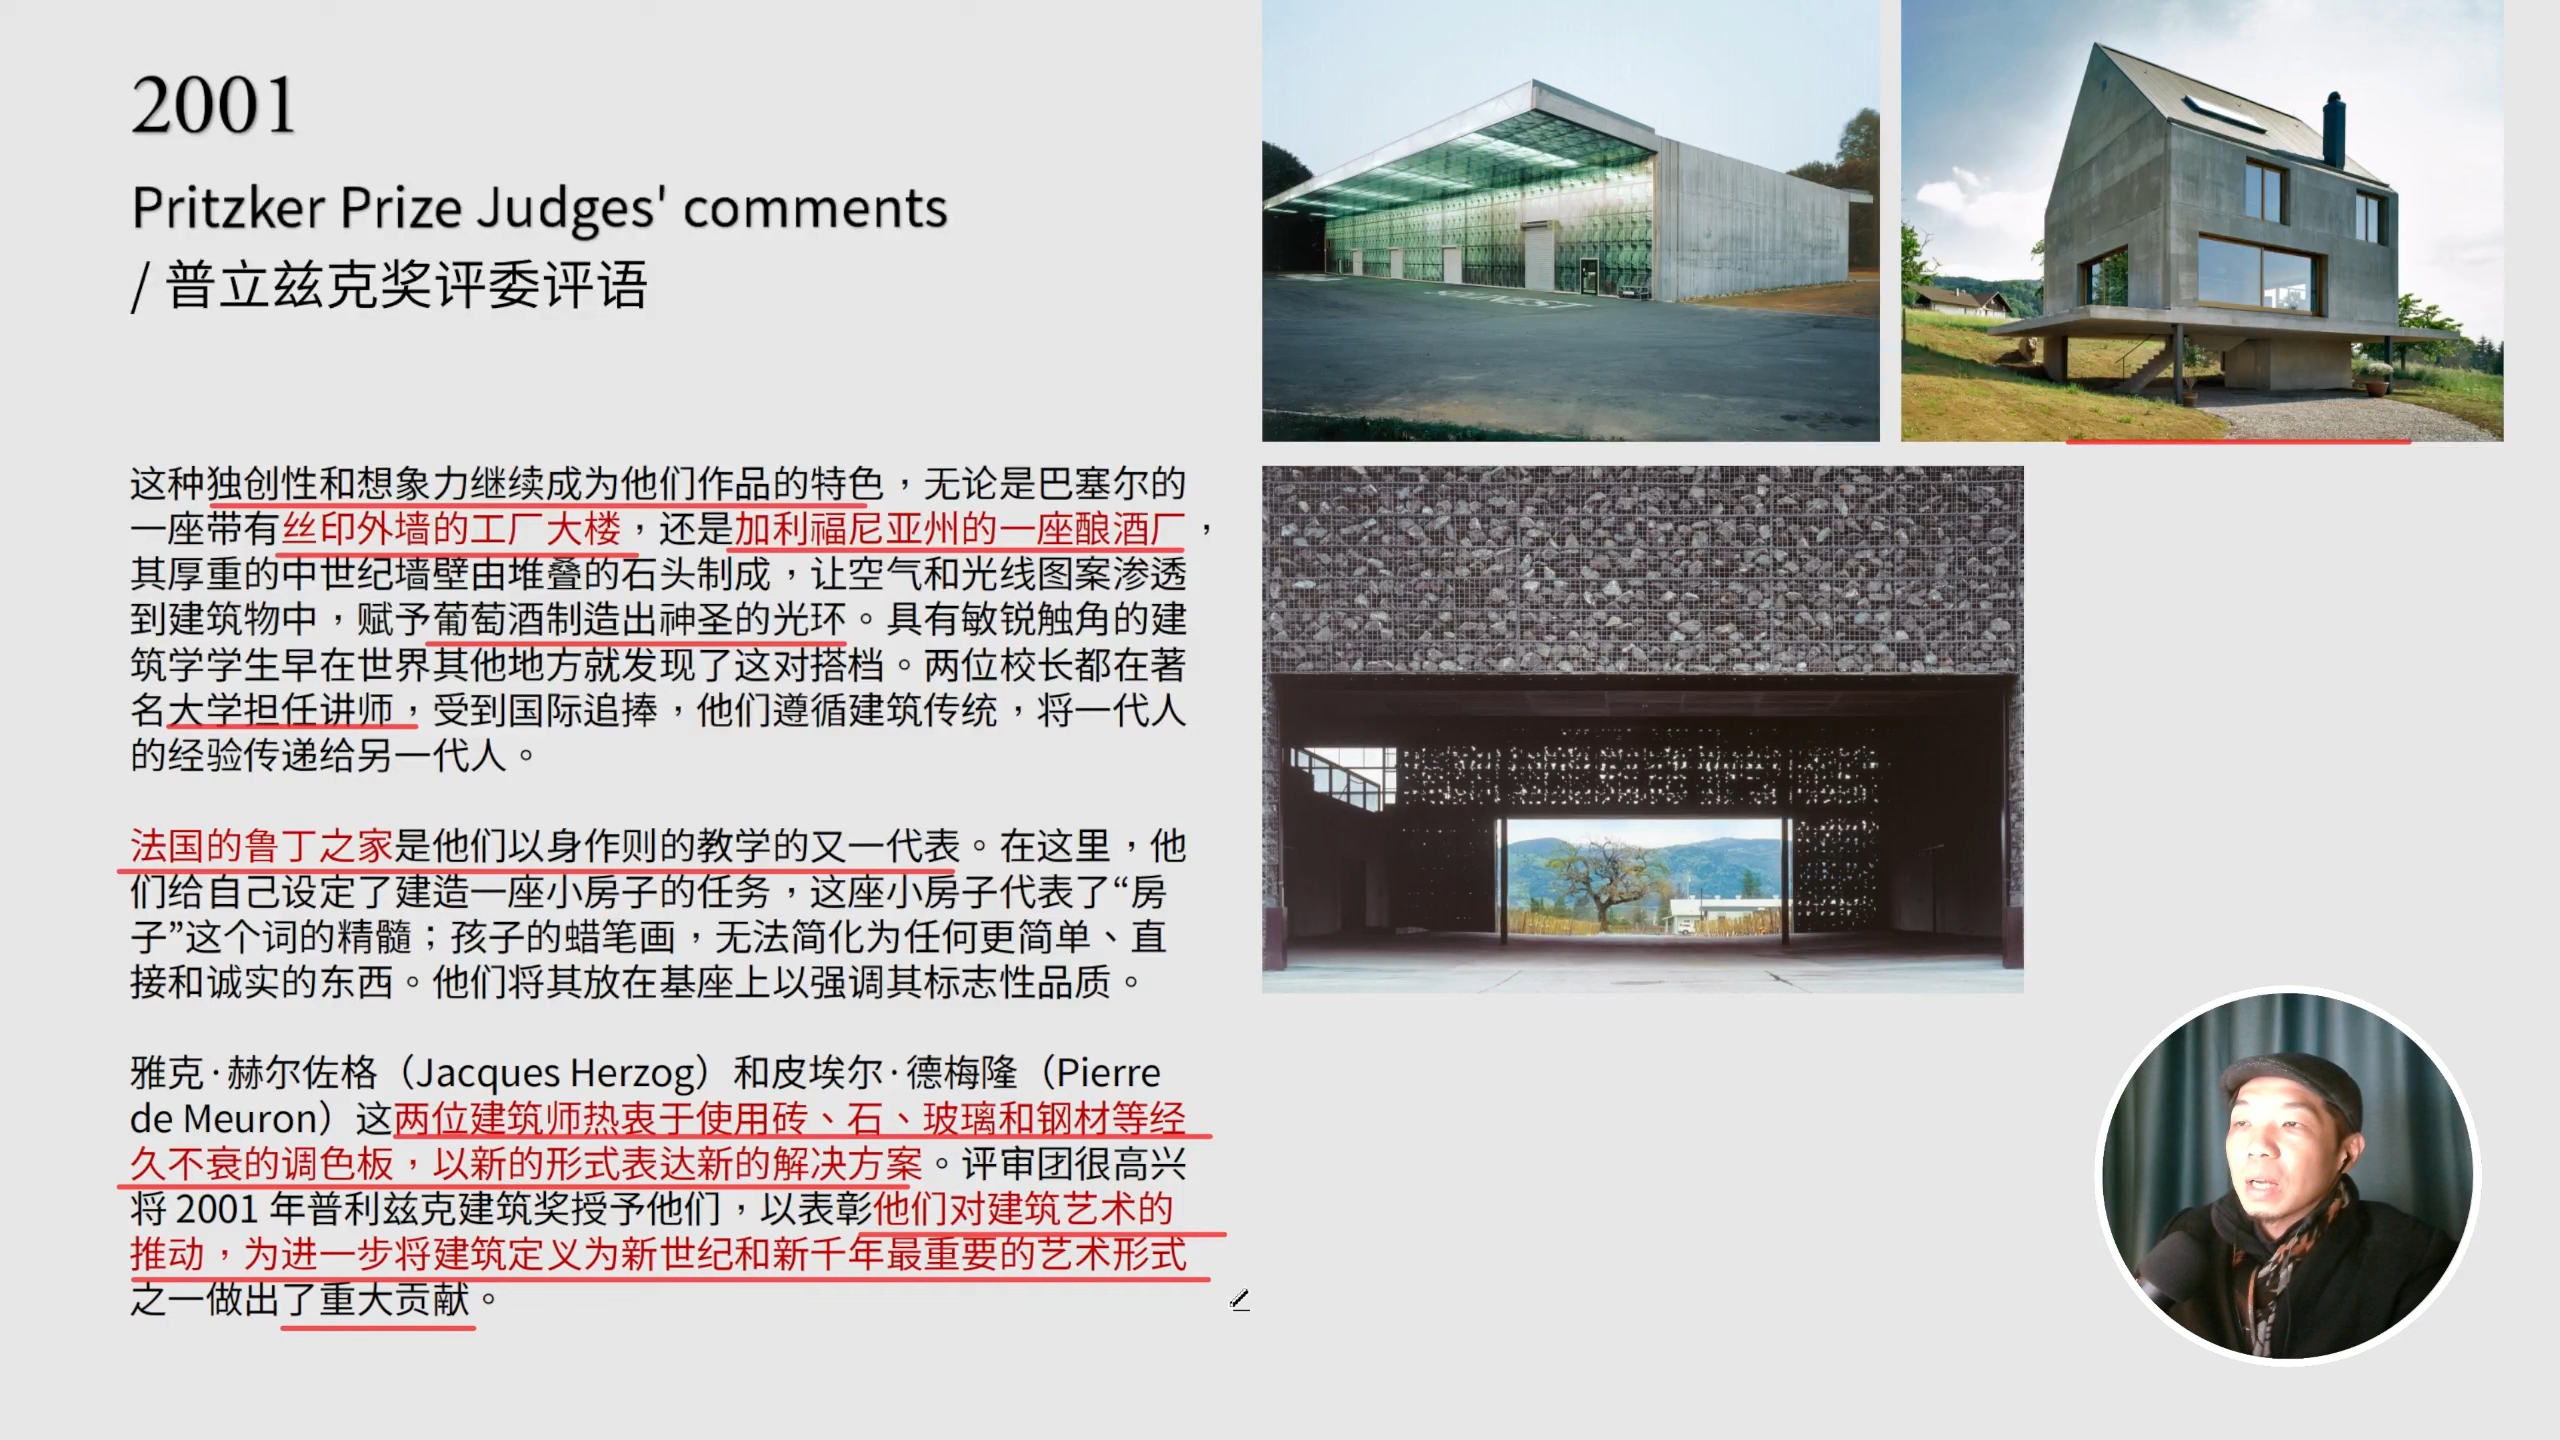 2001
Pritzker Prize Judges' comments
/ 普立兹克奖评委评语
这种独创性和想象力继续成为他们作品的特色，无论是巴塞尔的
一座带有丝印外墙的工厂大楼，还是加利福尼亚州的一座酿酒厂，
其厚重的中世纪墙壁由堆叠的石头制成，让空气和光线图案渗透
到建筑物中，赋予葡萄酒制造出神圣的光环。具有敏锐触角的建
筑学学生早在世界其他地方就发现了这对搭档。两位校长都在著
名大学担任讲师，受到国际追捧，他们遵循建筑传统，将一代人
的经验传递给另一代人。
法国的鲁丁之家是他们以身作则的教学的又一代表。在这里，他
们给自己设定了建造一座小房子的任务，这座小房子代表了“房
子”这个词的精髓；孩子的蜡笔画，无法简化为任何更简单、直
接和诚实的东西。他们将其放在基座上以强调其标志性品质。
雅克·赫尔佐格（Jacques Herzog）和皮埃尔·德梅隆（Pierre
de Meuron）这两位建筑师热衷于使用砖、石、玻璃和钢材等经
久不衰的调色板，以新的形式表达新的解决方案。评审团很高兴
将 2001 年普利兹克建筑奖授予他们，以表彰他们对建筑艺术的
推动，为进一步将建筑定义为新世纪和新千年最重要的艺术形式
之一做出了重大贡献。